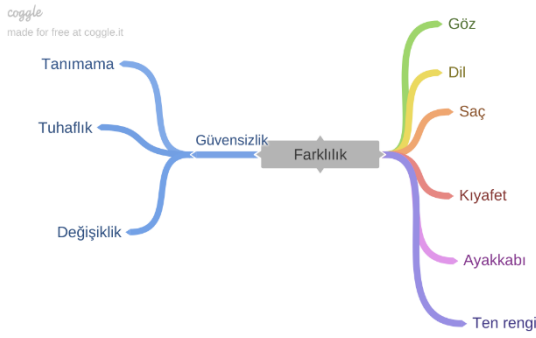 coggle
made for free at coggle.it
Tanımama
Tuhaflık
Değişiklik
Güvensizlik
Farklılık
Göz
Dil
Saç
Kıyafet
Ayakkabı
Ten rengi